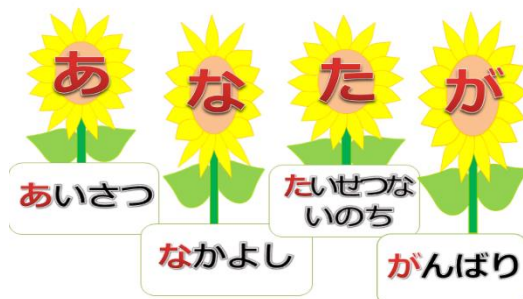 あなたが
あいさつ
なかよし
たいせつな
いのち
がんばり